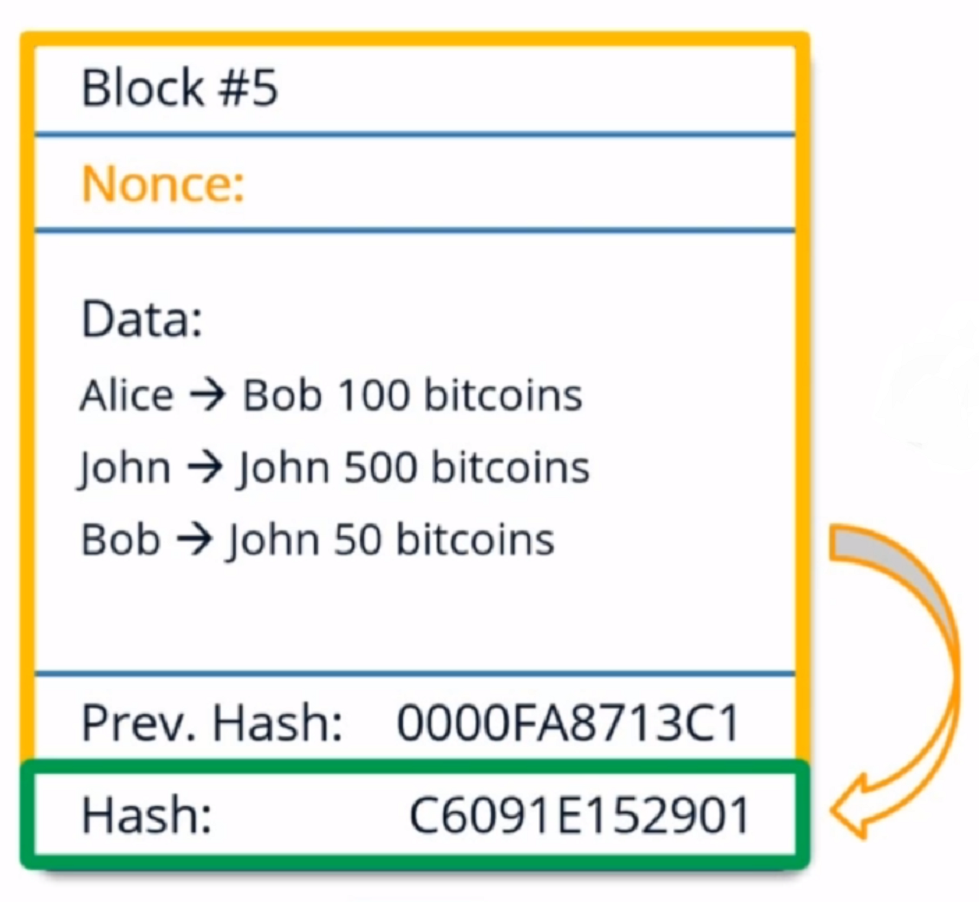 Block #5
Nonce:
Data:
Alice → Bob 100 bitcoins
John → John 500 bitcoins
Bob → John 50 bitcoins
Prev. Hash: 0000FA8713C1
Hash: C6091E152901